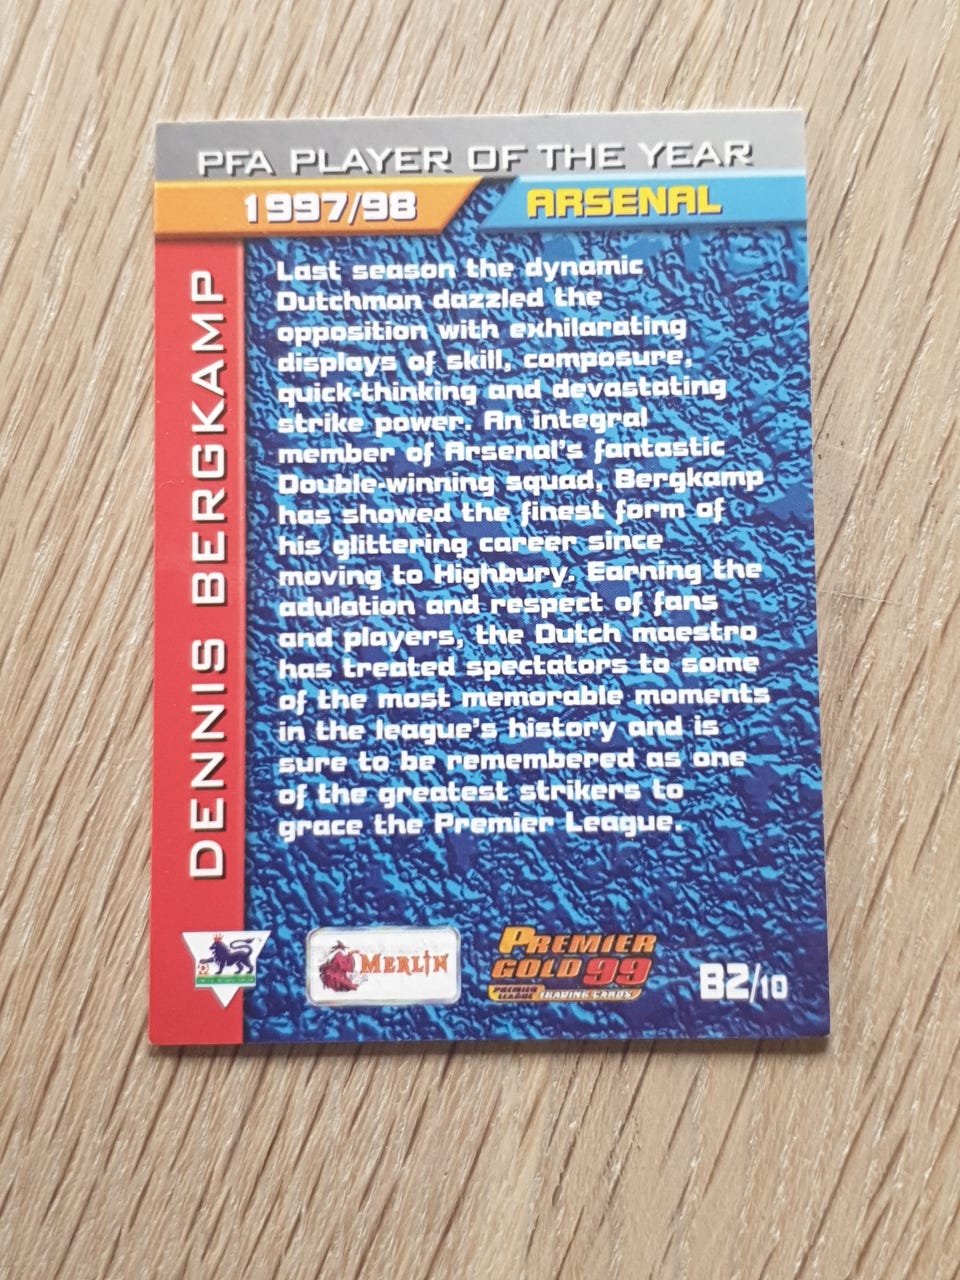 PFA PLAYER OF THE YEAR
1997/98
ARSENAL
DENNIS BERGKAMP
Last season the dynamic
Dutchman dazzled the
opposition with exhilarating
displays of skill, composure,
quick-thinking and devastating
strike power. An integral
member of Arsenal's fantastic
Double-winning squad, Bergkamp
has showed the finest form of
his glittering career since
moving to Highbury. Earning the
adulation and respect of fans
and players, the Dutch maestro
has treated spectators to some
of the most memorable moments
in the league's history and is
sure to be remembered as one
of the greatest strikers to
grace the Premier League.
MERLIN
PREMIER
GOLD 99
PREMIER LEAGUE TRADING CARDS
B2/10